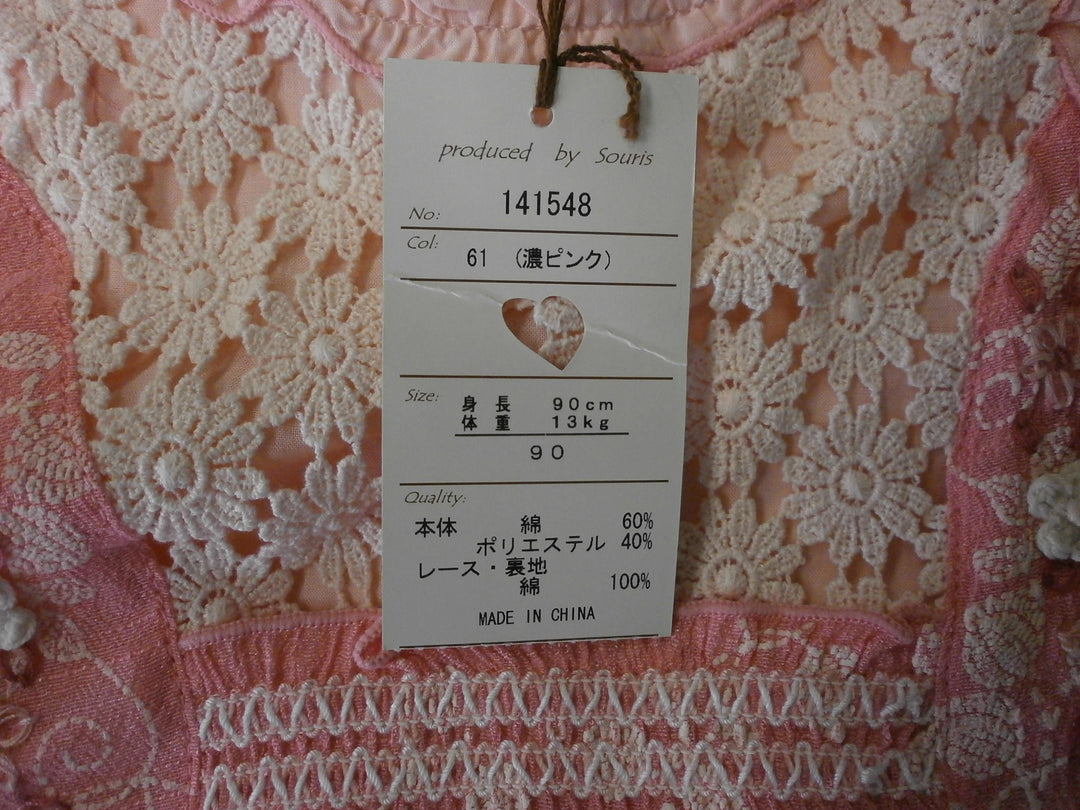 produced by Souris
No: 141548
Col: 61 (濃ピンク)
Size: 身長 90cm
体重 13kg
90
Quality:
本体 綿 60%
ポリエステル 40%
レース・裏地
綿 100%
MADE IN CHINA